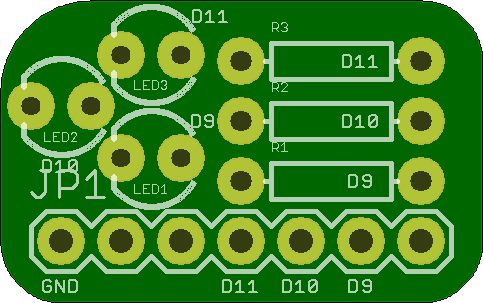 D11
R3
D11
LED3
R2
D9
D10
LED2
D10
R1
JP1
LED1
D9
GND D11 D10 D9